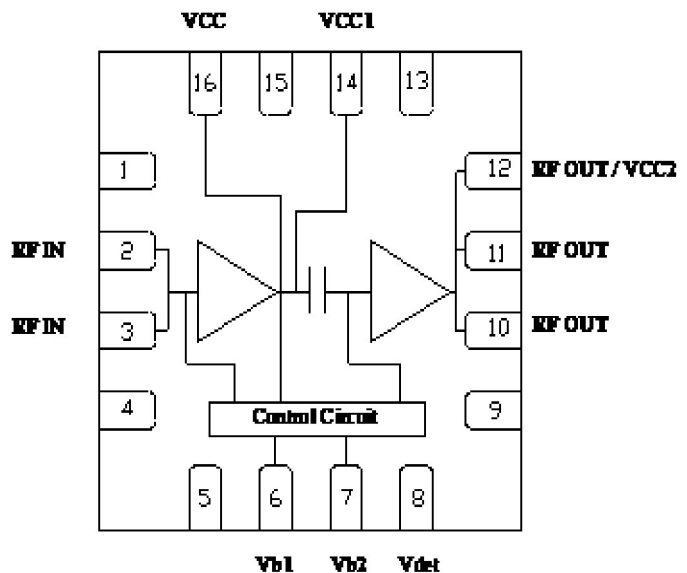 VCC VCC1
16 15 14 13
1 12 RF OUT / VCC2
RF IN 2 11 RF OUT
RF IN 3 10 RF OUT
4 9
Control Circuit
5 6 7 8
Vb1 Vb2 Vdet